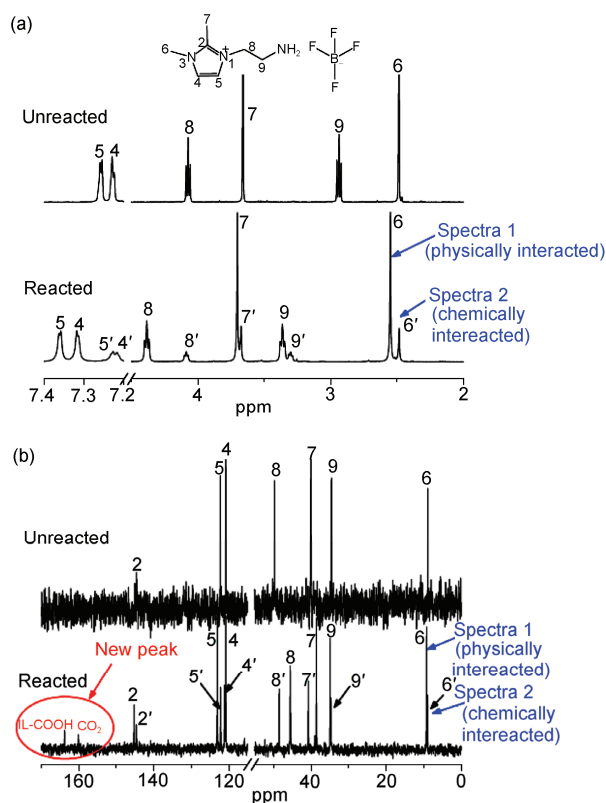 (a)
7
6 N 3 2 N + 1 8 9 NH2
4 5
F F B- F F
Unreacted
5 4 8 7 9 6
Spectra 1
(physically interacted)
Spectra 2
(chemically
intereacted)
Reacted
5 4 5′ 4′ 8 8′ 7 7′ 9 9′ 6 6′
7.4 7.3 7.2 4 3 2
ppm
(b)
Unreacted
2 5 4 8 7 9 6
New peak
Spectra 1
(physically
intereacted)
Spectra 2
(chemically
intereacted)
Reacted
IL-COOH CO2
2 2′ 5 4 5′ 4′ 8′ 8 7′ 7 9 9′ 6 6′
160 140 120 40 20 0
ppm